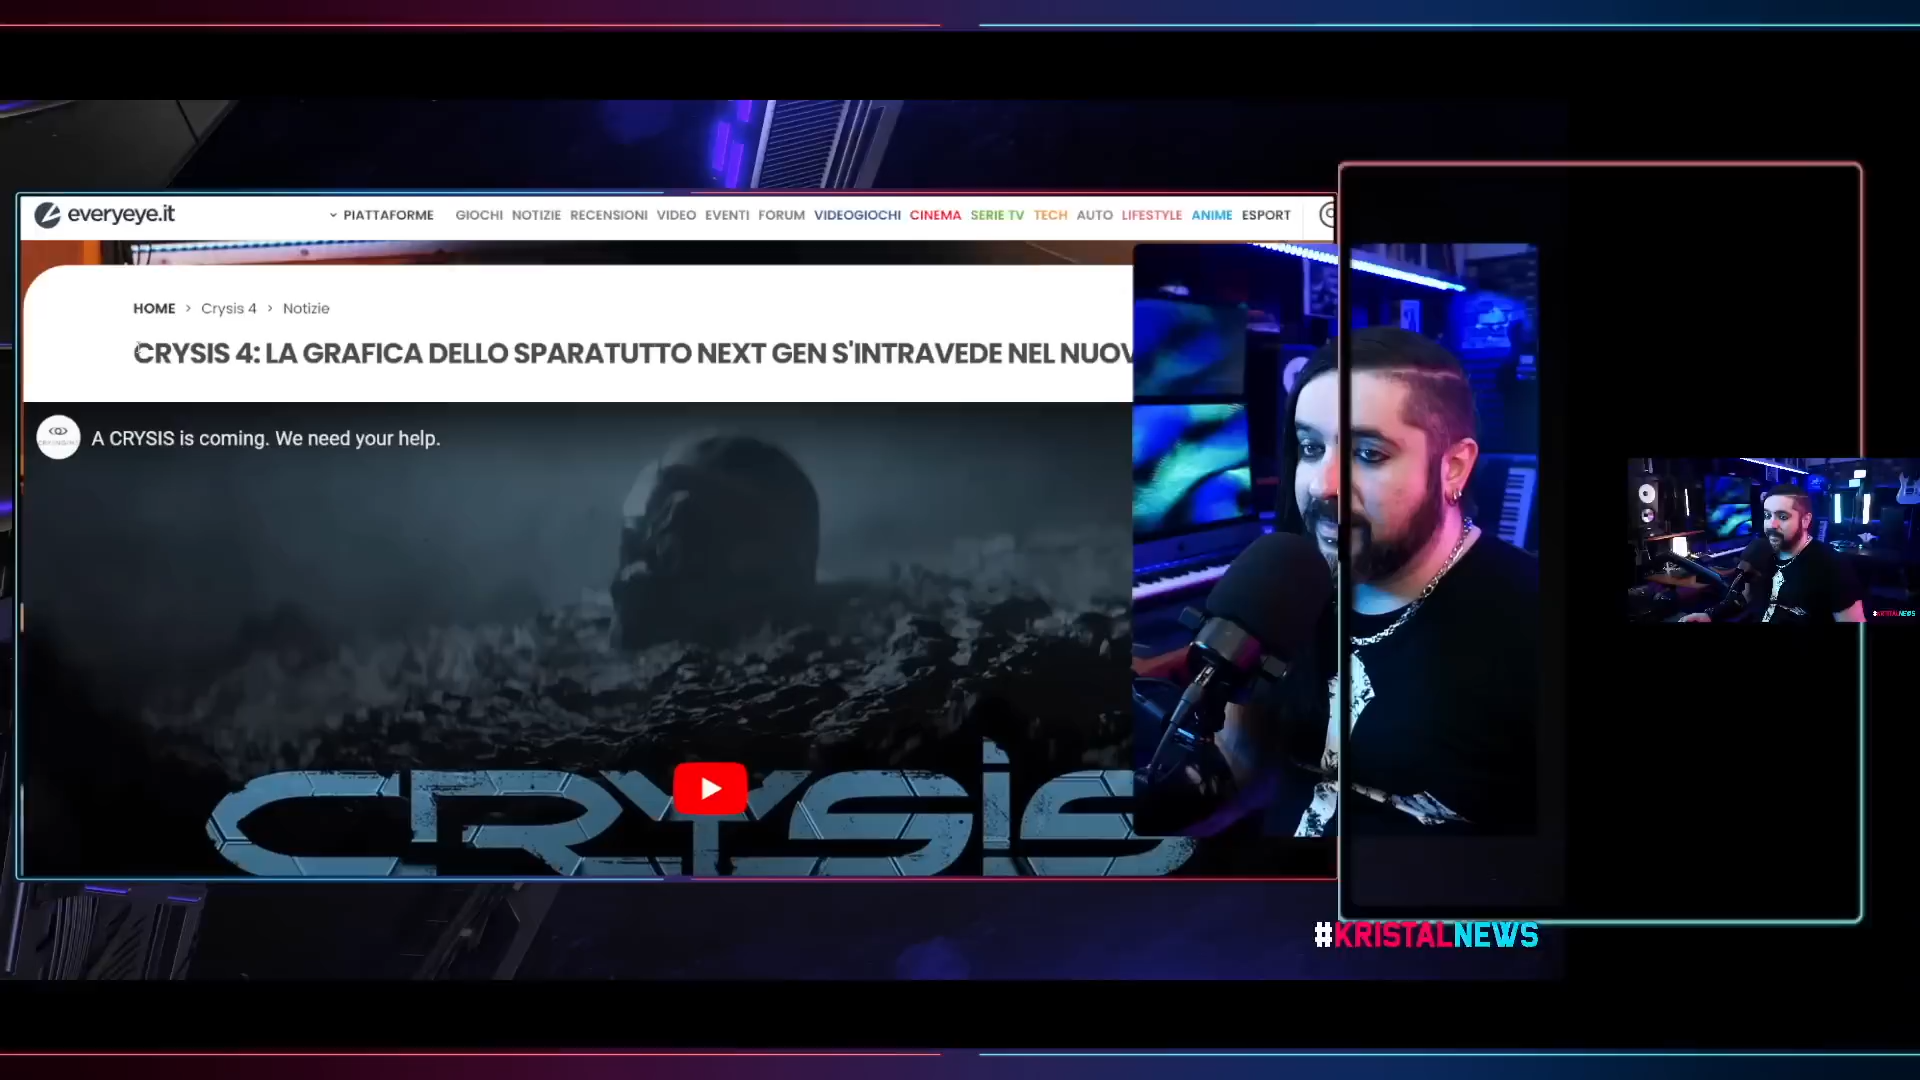 everyeye.it
PIATTAFORME GIOCHI NOTIZIE RECENSIONI VIDEO EVENTI FORUM VIDEOGIOCHI CINEMA SERIE TV TECH AUTO LIFESTYLE ANIME ESPORT
HOME > Crysis 4 > Notizie
CRYSIS 4: LA GRAFICA DELLO SPARATUTTO NEXT GEN S'INTRAVEDE NEL NUOV
A CRYSIS is coming. We need your help.
CRYSIS
#KRISTALNEWS
#KRISTALNEWS